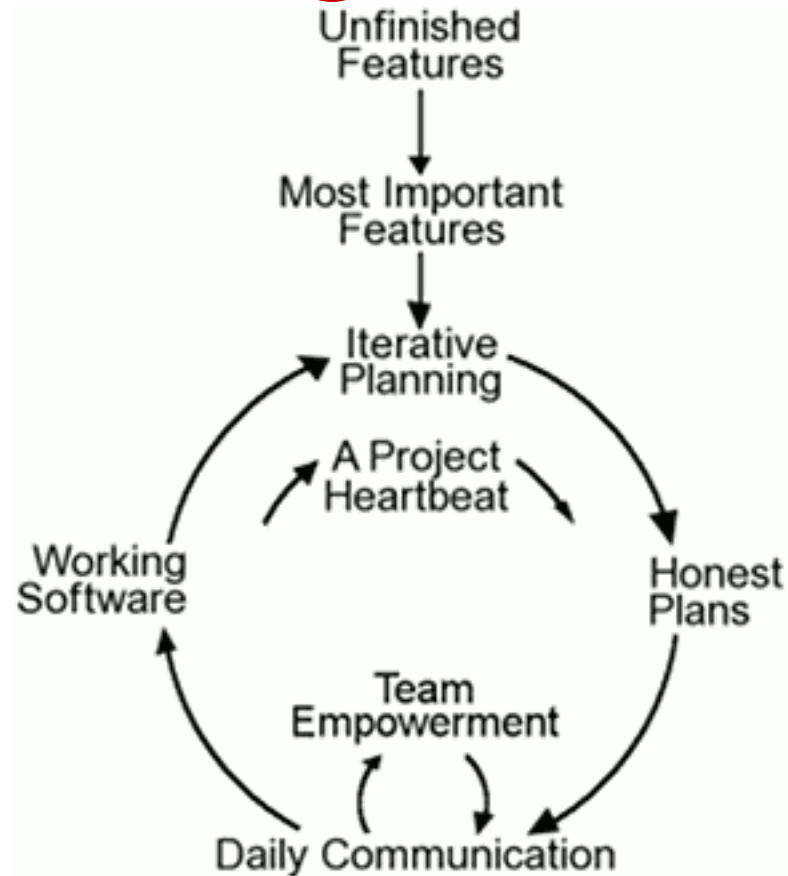 Unfinished
Features
Most Important
Features
Iterative
Planning
A Project
Heartbeat
Working
Software
Honest
Plans
Team
Empowerment
Daily Communication